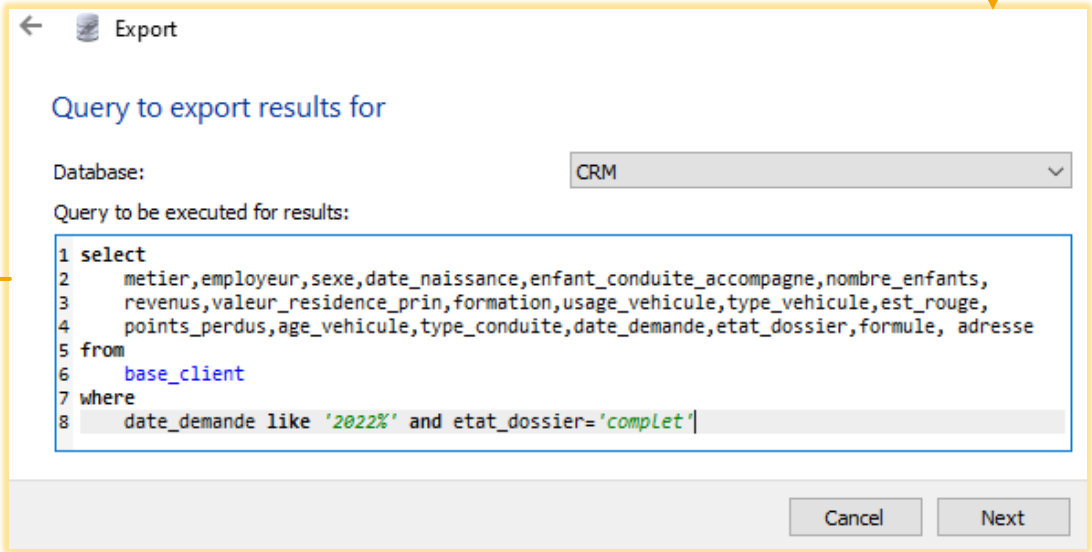 Export
Query to export results for
Database:
CRM
Query to be executed for results:
1 select
2 metier,employeur,sexe,date_naissance,enfant_conduite_accompagne,nombre_enfants,
3 revenus,valeur_residence_prin,formation,usage_vehicule,type_vehicule,est_rouge,
4 points_perdus,age_vehicule,type_conduite,date_demande,etat_dossier,formule, adresse
5 from
6 base_client
7 where
8 date_demande like '2022%' and etat_dossier='complet'
Cancel
Next